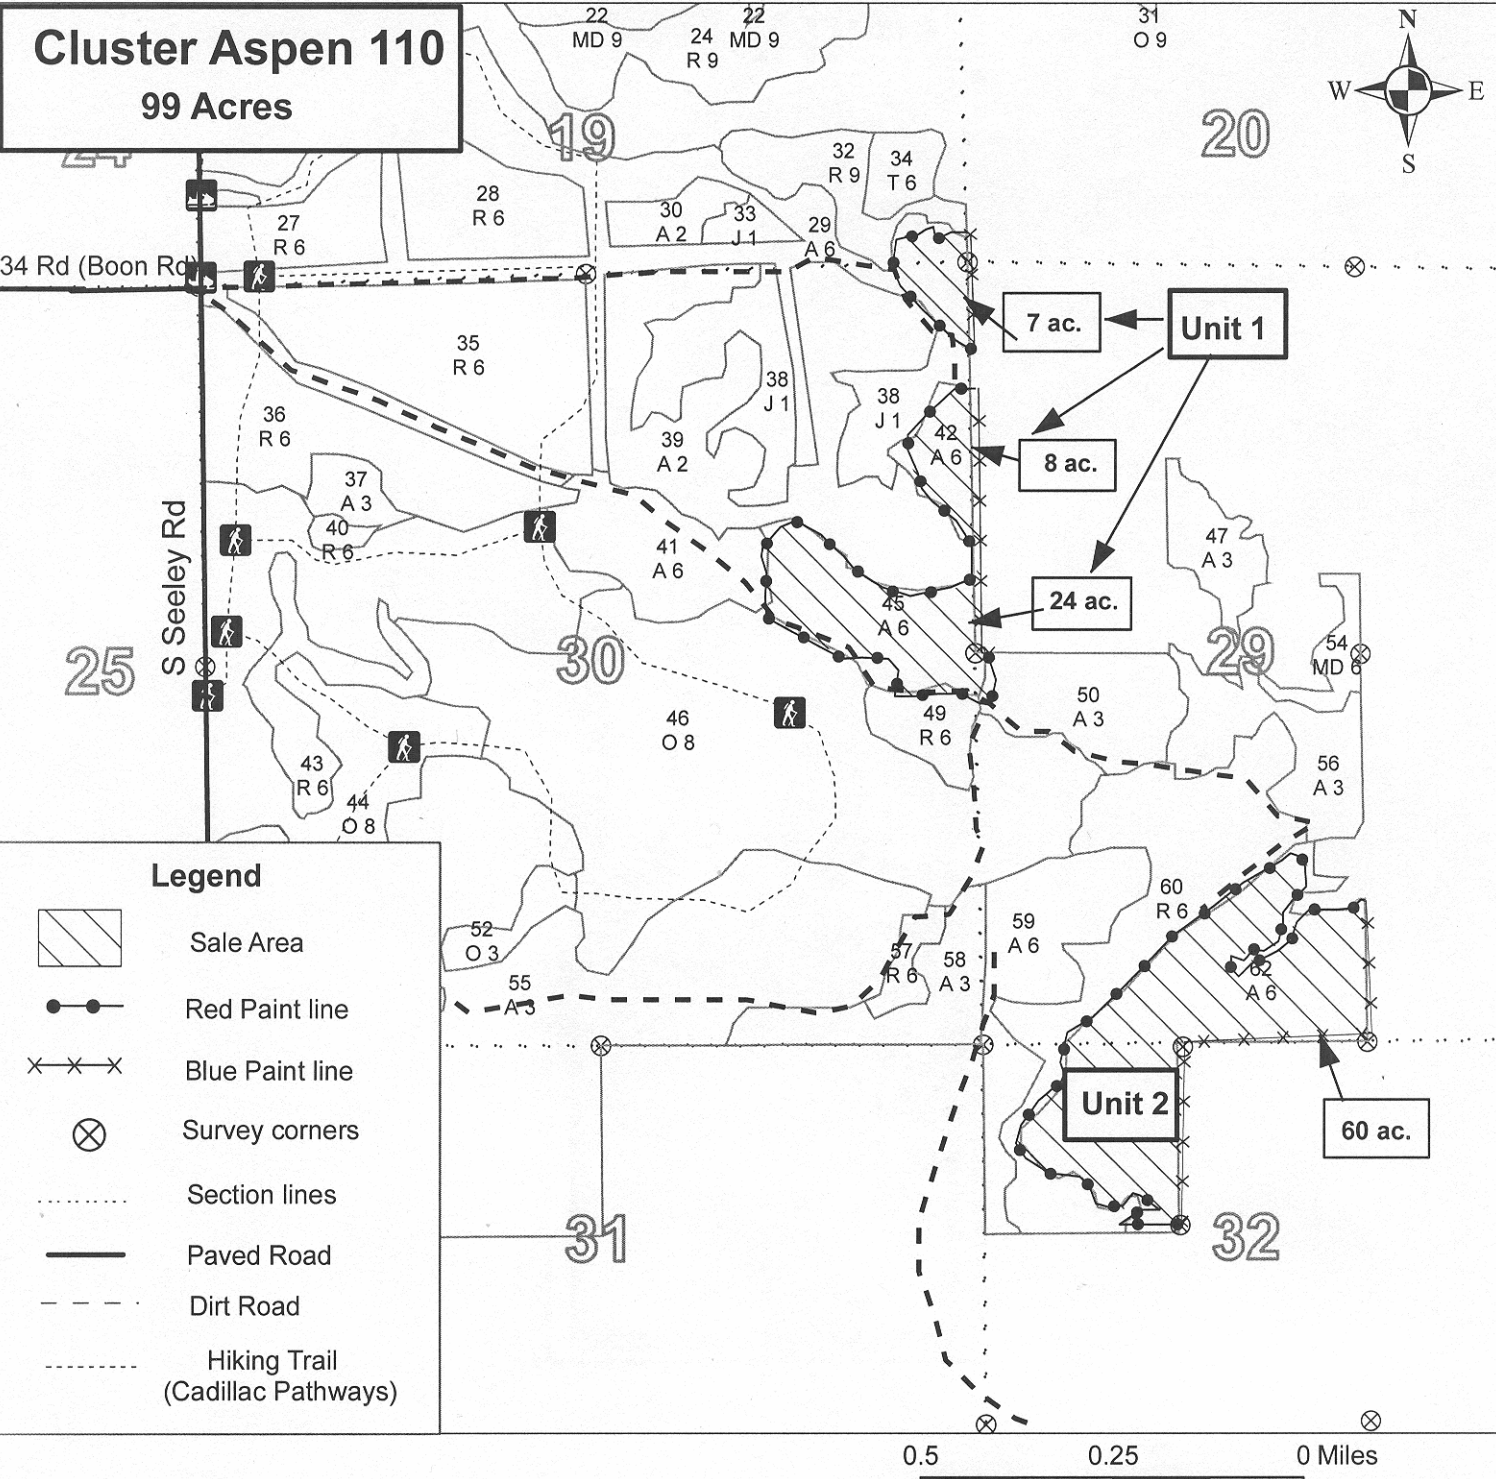 Cluster Aspen 110
99 Acres
22
MD 9
22
MD 9
24
R 9
31
O 9
N
W
E
S
19
20
24
32
R 9
34
T 6
28
R 6
30
A 2
33
J 1
29
A 6
27
R 6
34 Rd (Boon Rd)
7 ac.
Unit 1
35
R 6
38
J 1
38
J 1
36
R 6
39
A 2
42
A 6
8 ac.
37
A 3
40
R 6
41
A 6
47
A 3
S Seeley Rd
45
A 6
24 ac.
25
30
29
54
MD 6
46
O 8
49
R 6
50
A 3
43
R 6
44
O 8
56
A 3
60
R 6
52
O 3
57
R 6
58
A 3
59
A 6
62
A 6
55
A 3
Unit 2
60 ac.
31
32
Legend
Sale Area
Red Paint line
Blue Paint line
Survey corners
Section lines
Paved Road
Dirt Road
Hiking Trail
(Cadillac Pathways)
0.5
0.25
0 Miles